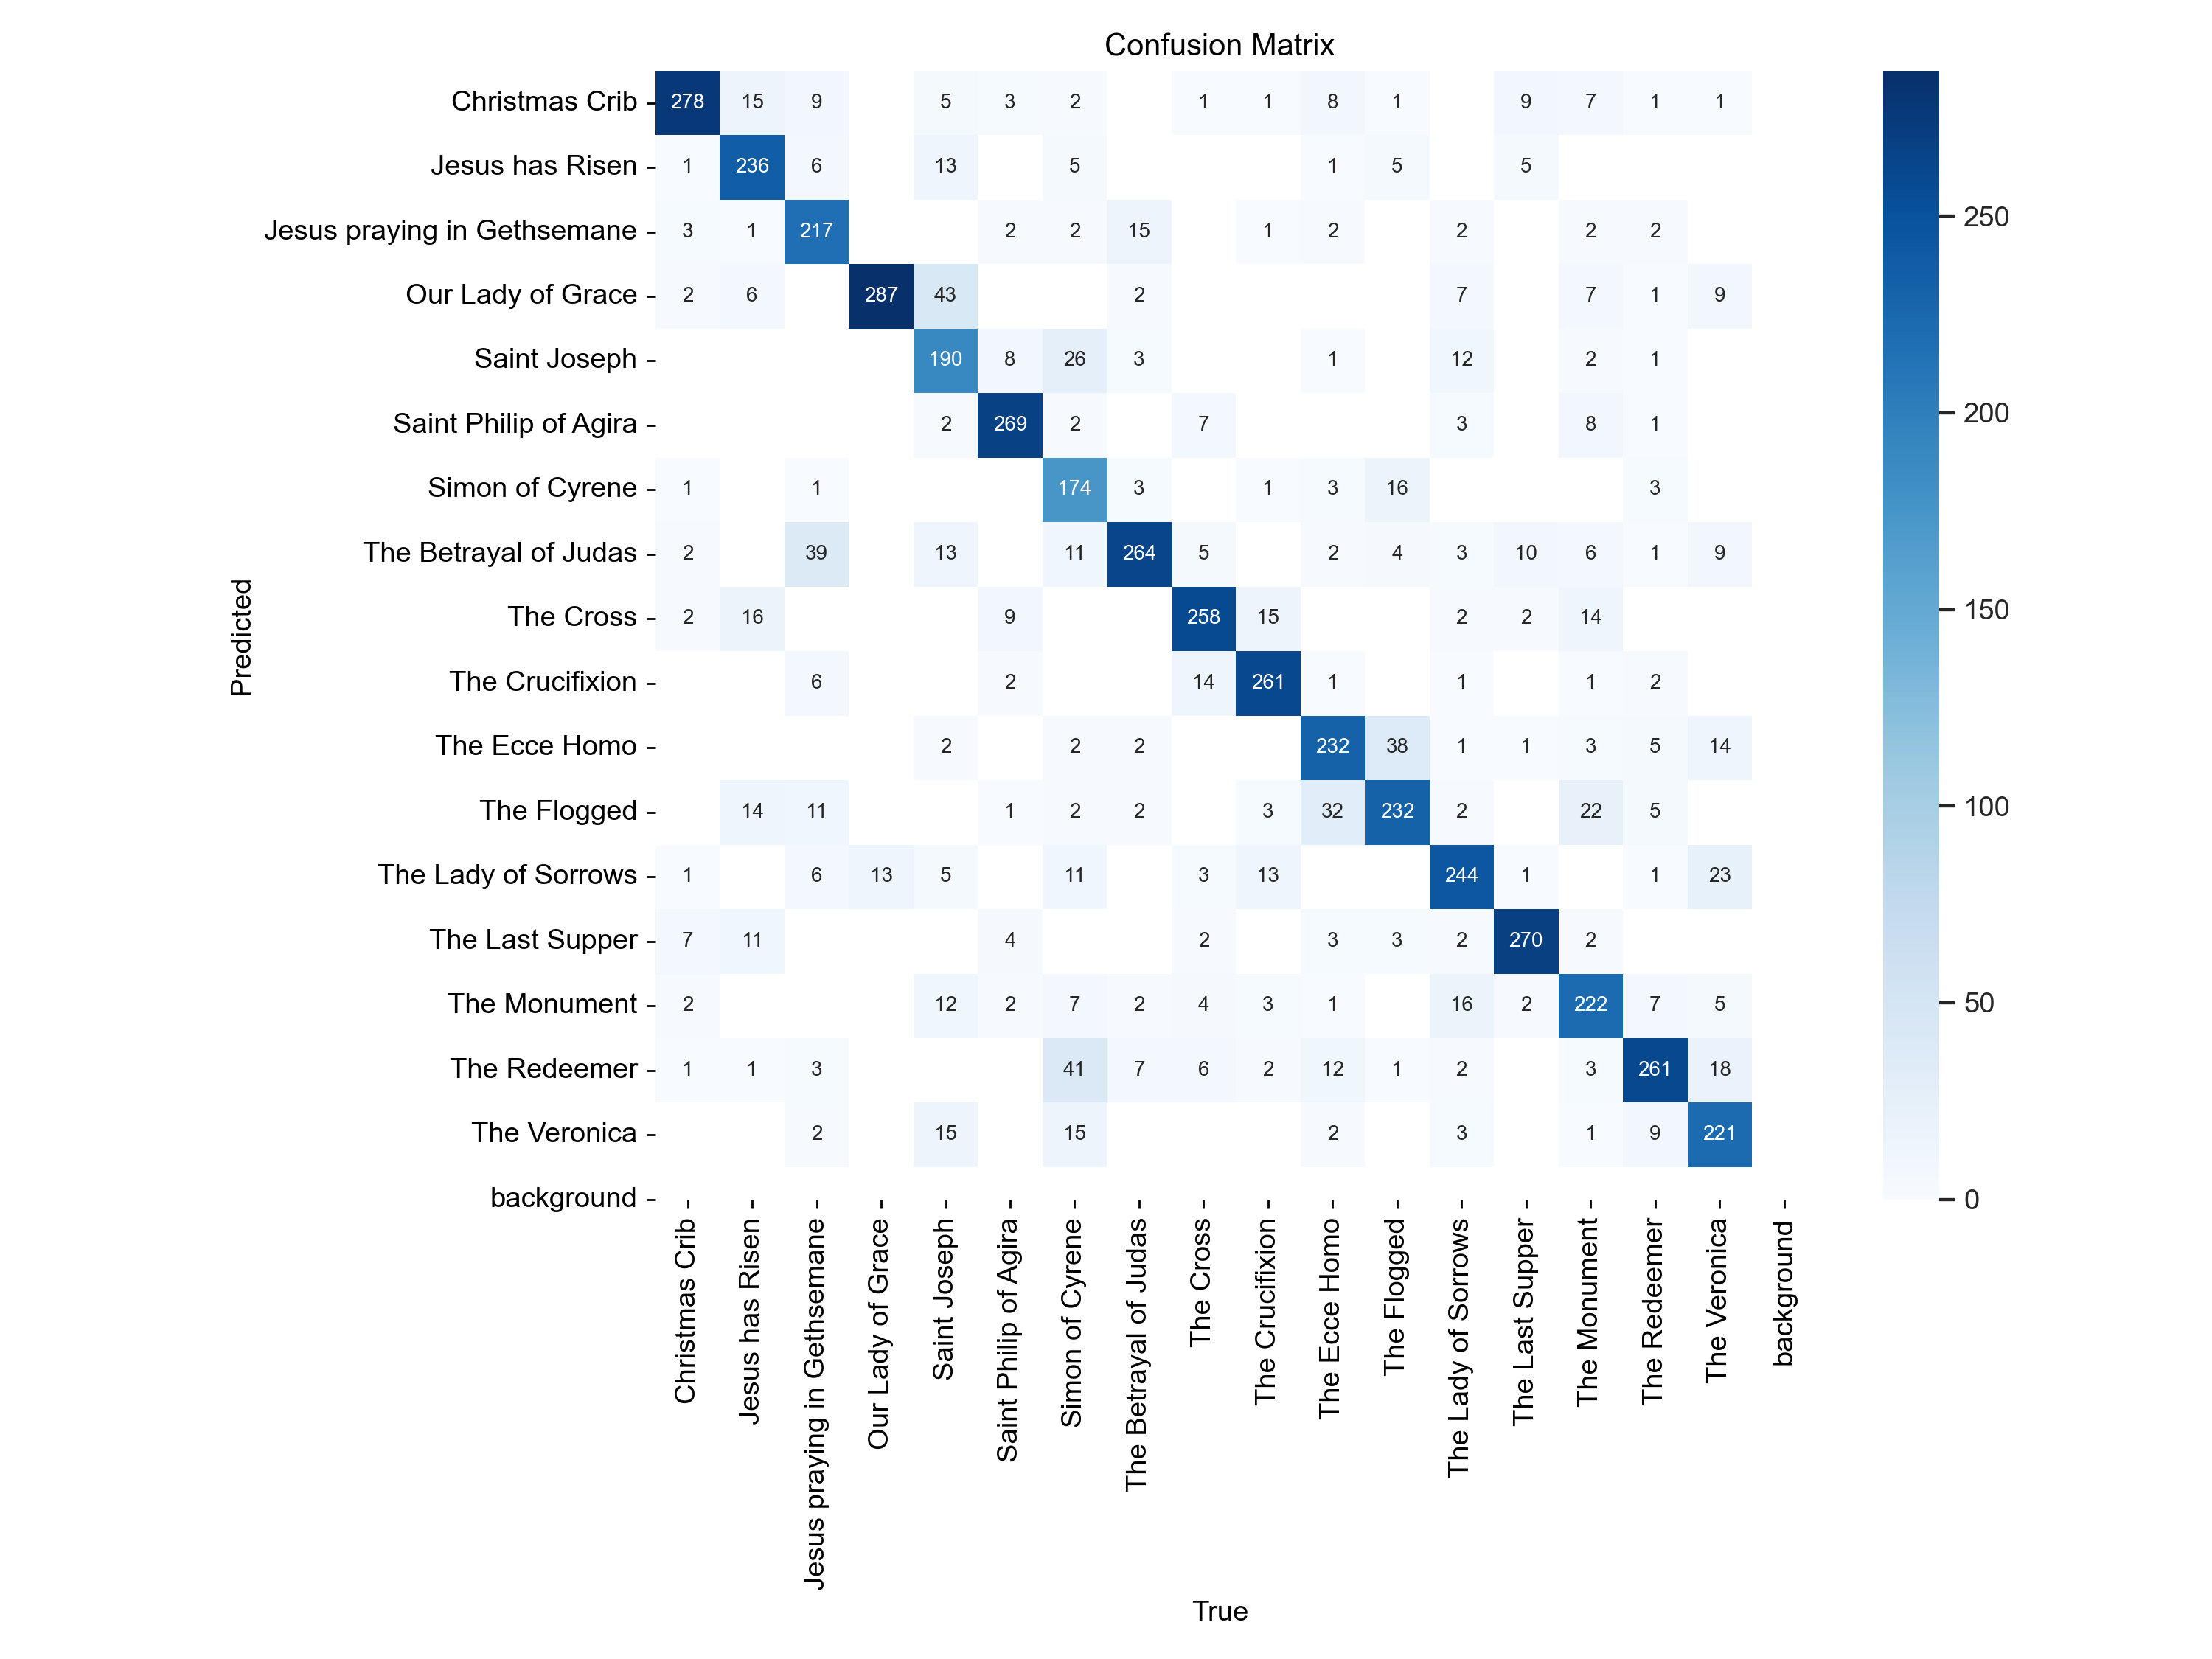 Confusion Matrix
Christmas Crib 278 15 9 5 3 2 1 1 8 1 9 7 1 1
Jesus has Risen 1 236 6 13 5 1 5 5
Jesus praying in Gethsemane 3 1 217 2 2 15 1 2 2 2 2
Our Lady of Grace 2 6 287 43 2 7 7 1 9
Saint Joseph 190 8 26 3 1 12 2 1
Saint Philip of Agira 2 269 2 7 3 8 1
Simon of Cyrene 1 1 174 3 1 3 16 3
The Betrayal of Judas 2 39 13 11 264 5 2 4 3 10 6 1 9
The Cross 2 16 9 258 15 2 2 14
The Crucifixion 6 2 14 261 1 1 1 2
The Ecce Homo 2 2 2 232 38 1 1 3 5 14
The Flogged 14 11 1 2 2 3 32 232 2 22 5
The Lady of Sorrows 1 6 13 5 11 3 13 244 1 1 23
The Last Supper 7 11 4 2 3 3 2 270 2
The Monument 2 12 2 7 2 4 3 1 16 2 222 7 5
The Redeemer 1 1 3 41 7 6 2 12 1 2 3 261 18
The Veronica 2 15 15 2 3 1 9 221
background
Predicted
Christmas Crib
Jesus has Risen
Jesus praying in Gethsemane
Our Lady of Grace
Saint Joseph
Saint Philip of Agira
Simon of Cyrene
The Betrayal of Judas
The Cross
The Crucifixion
The Ecce Homo
The Flogged
The Lady of Sorrows
The Last Supper
The Monument
The Redeemer
The Veronica
background
True
250
200
150
100
50
0